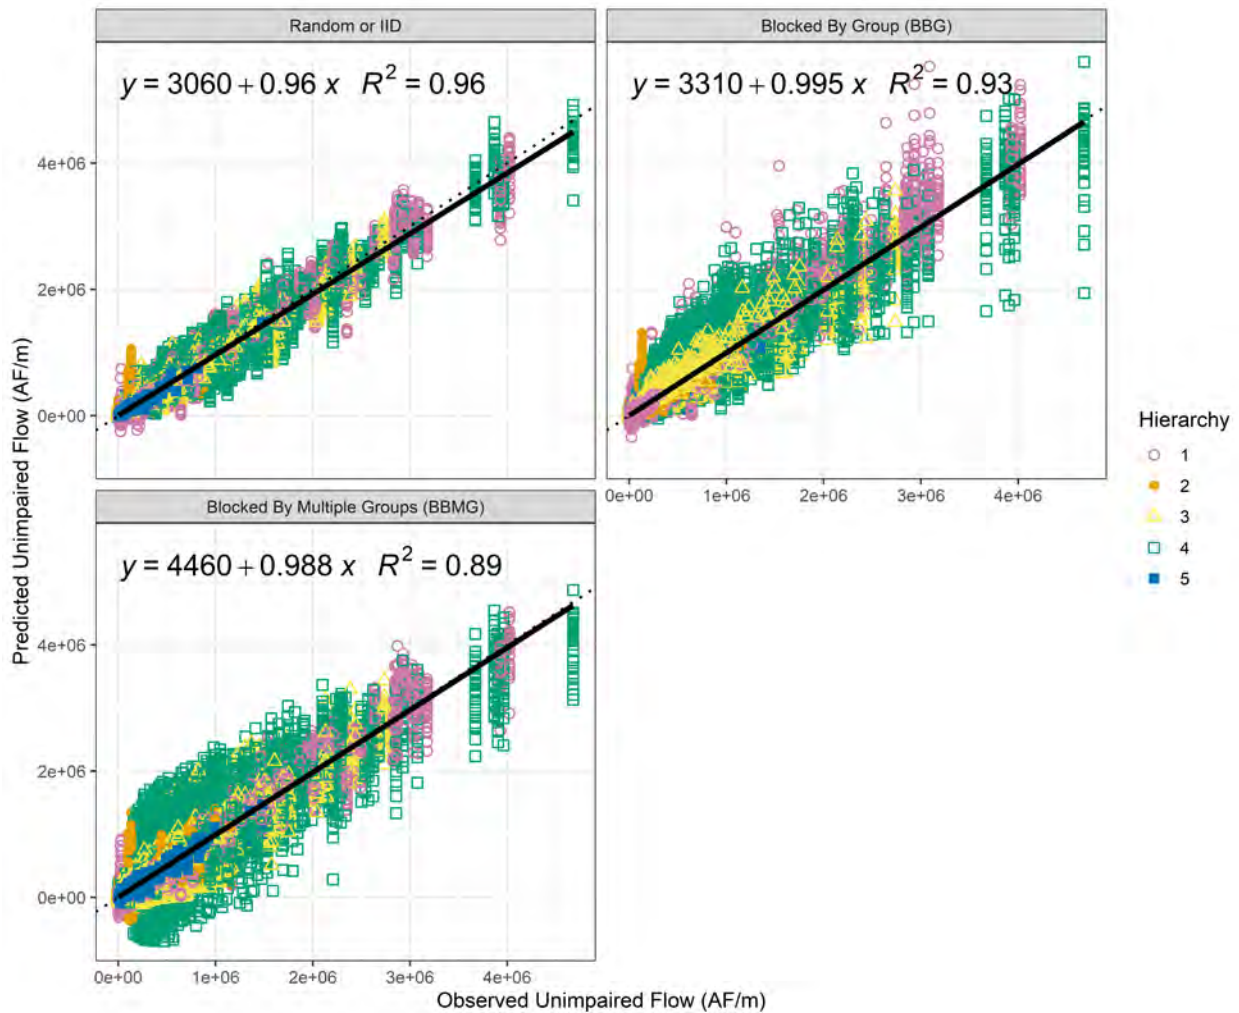 Random or IID
y = 3060 + 0.96 x R² = 0.96
Blocked By Group (BBG)
y = 3310 + 0.995 x R² = 0.93
4e+06
2e+06
0e+00
0e+00 1e+06 2e+06 3e+06 4e+06
Blocked By Multiple Groups (BBMG)
y = 4460 + 0.988 x R² = 0.89
4e+06
2e+06
0e+00
0e+00 1e+06 2e+06 3e+06 4e+06
Predicted Unimpaired Flow (AF/m)
Observed Unimpaired Flow (AF/m)
Hierarchy
1
2
3
4
5